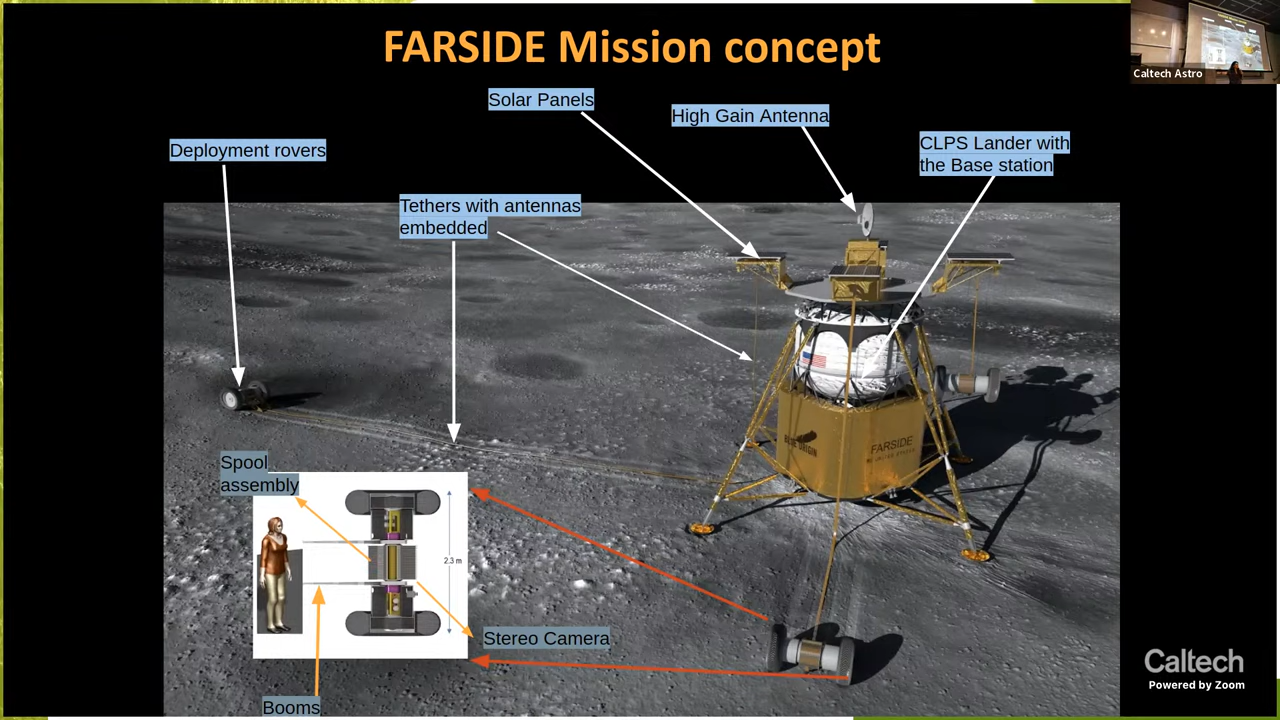 FARSIDE Mission concept
Caltech Astro
Solar Panels
High Gain Antenna
CLPS Lander with
the Base station
Deployment rovers
Tethers with antennas
embedded
FARSIDE
Spool
assembly
2.3 m
Stereo Camera
Booms
Caltech
Powered by Zoom